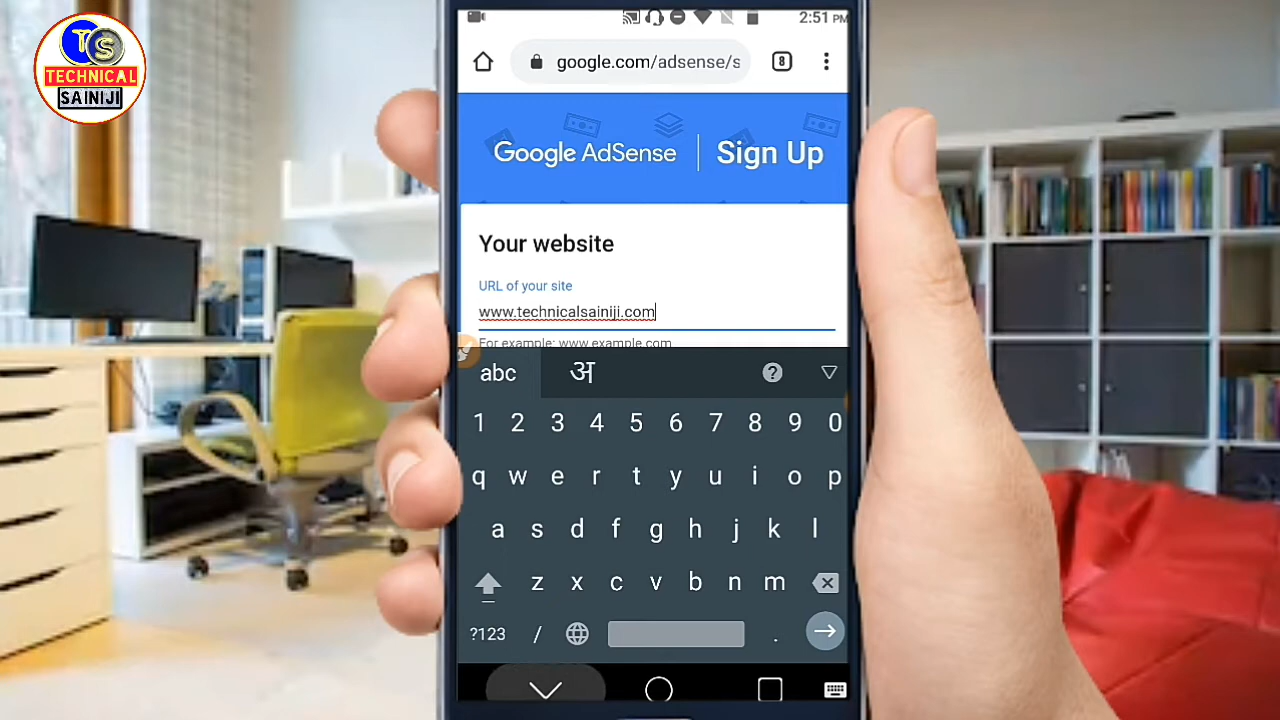 TS
TECHNICAL
SAINIJI
2:51 PM
google.com/adsense/s
8
Google AdSense | Sign Up
Your website
URL of your site
www.technicalsainiji.com
For example: www.example.com
abc अ ?
1 2 3 4 5 6 7 8 9 0
q w e r t y u i o p
a s d f g h j k l
z x c v b n m
?123 / .